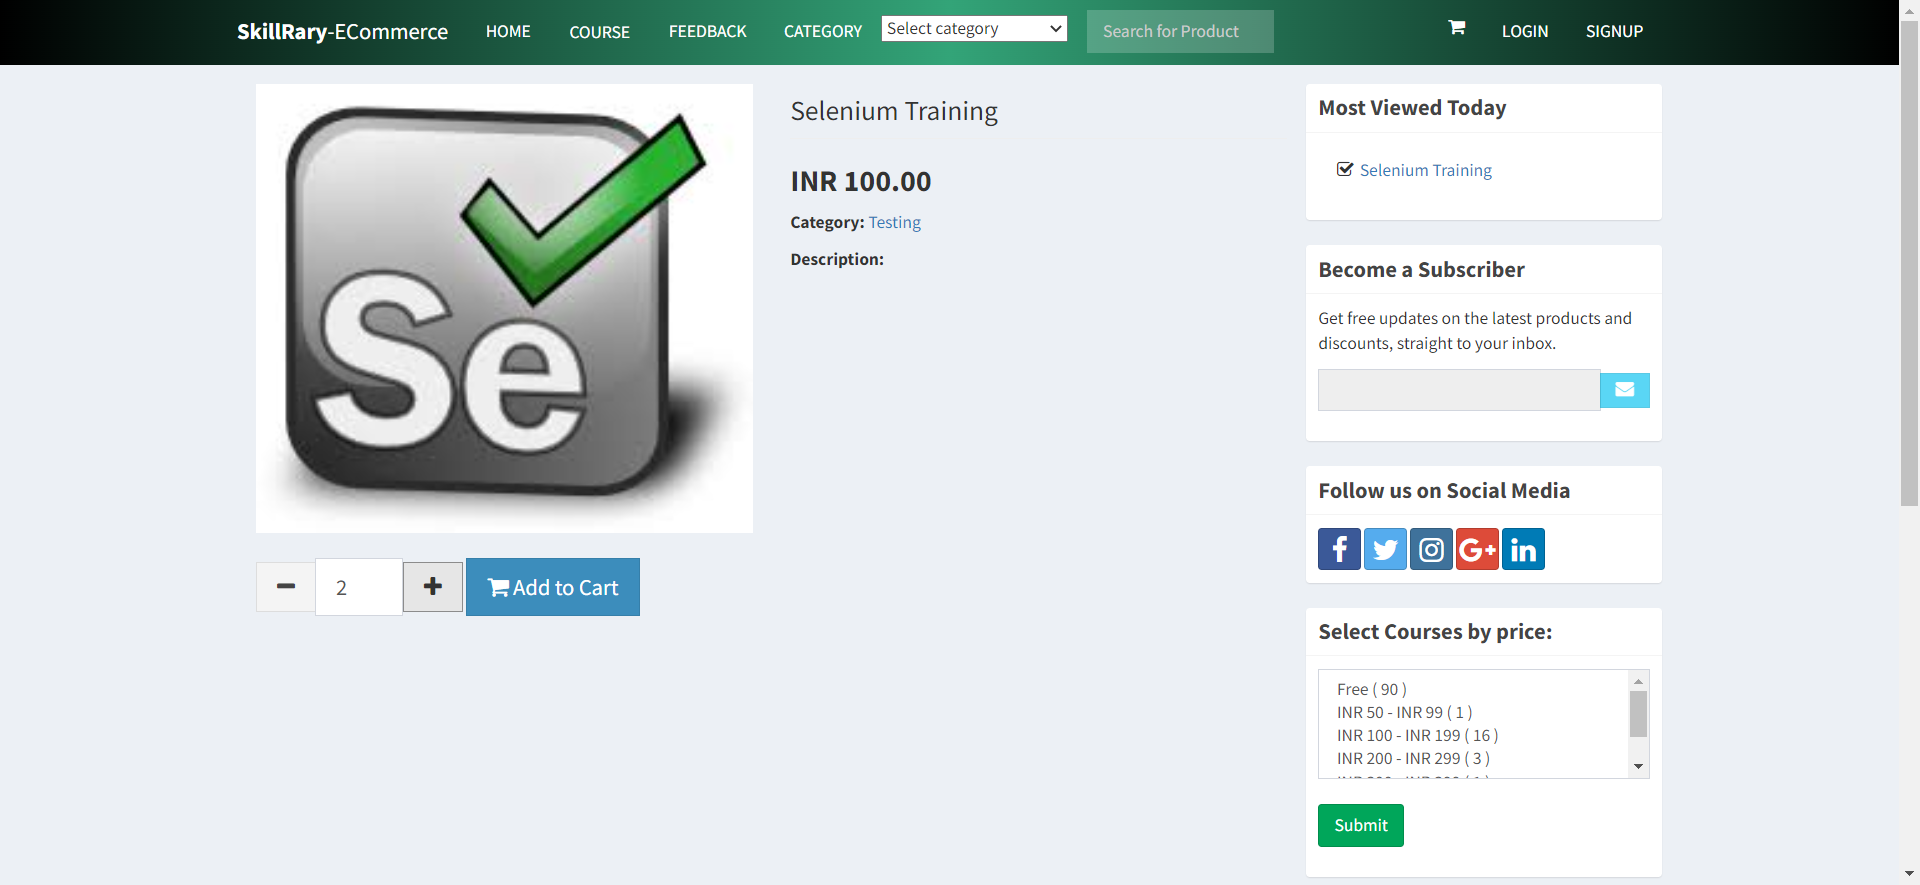 SkillRary-ECommerce HOME COURSE FEEDBACK CATEGORY Select category Search for Product LOGIN SIGNUP
Se
Selenium Training
INR 100.00
Category: Testing
Description:
2 Add to Cart
Most Viewed Today
Selenium Training
Become a Subscriber
Get free updates on the latest products and
discounts, straight to your inbox.
Follow us on Social Media
Select Courses by price:
Free ( 90 )
INR 50 - INR 99 ( 1 )
INR 100 - INR 199 ( 16 )
INR 200 - INR 299 ( 3 )
Submit